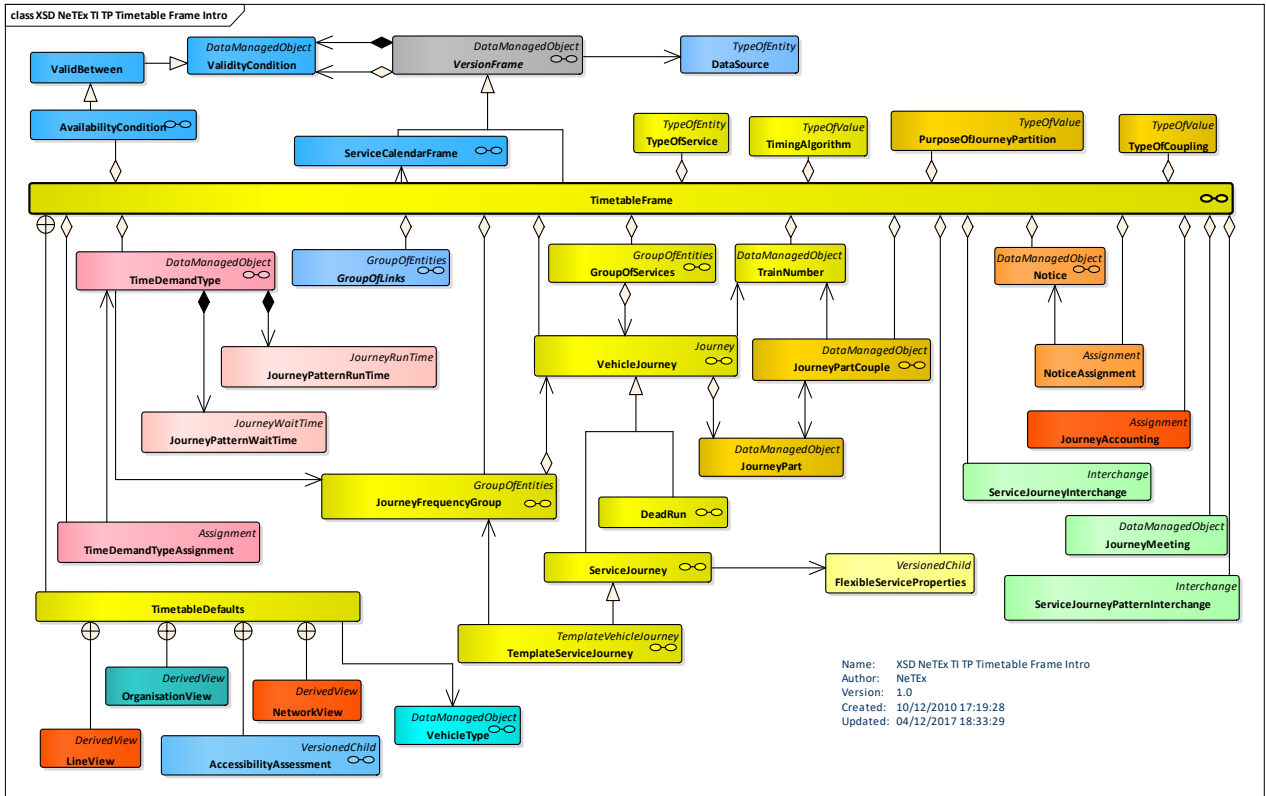 class XSD NeTEx TI TP Timetable Frame Intro
DataManagedObject
ValidityCondition
DataManagedObject
VersionFrame
TypeOfEntity
DataSource
ValidBetween
AvailabilityCondition
ServiceCalendarFrame
TypeOfEntity
TypeOfService
TypeOfValue
TimingAlgorithm
TypeOfValue
PurposeOfJourneyPartition
TypeOfValue
TypeOfCoupling
TimetableFrame
DataManagedObject
TimeDemandType
GroupOfEntities
GroupOfLinks
GroupOfEntities
GroupOfServices
DataManagedObject
TrainNumber
DataManagedObject
Notice
JourneyRunTime
JourneyPatternRunTime
Journey
VehicleJourney
DataManagedObject
JourneyPartCouple
Assignment
NoticeAssignment
JourneyWaitTime
JourneyPatternWaitTime
Assignment
JourneyAccounting
DataManagedObject
JourneyPart
GroupOfEntities
JourneyFrequencyGroup
Interchange
ServiceJourneyInterchange
DeadRun
Assignment
TimeDemandTypeAssignment
DataManagedObject
JourneyMeeting
ServiceJourney
VersionedChild
FlexibleServiceProperties
Interchange
ServiceJourneyPatternInterchange
TimetableDefaults
TemplateVehicleJourney
TemplateServiceJourney
DerivedView
OrganisationView
DerivedView
NetworkView
DataManagedObject
VehicleType
DerivedView
LineView
VersionedChild
AccessibilityAssessment
Name: XSD NeTEx TI TP Timetable Frame Intro
Author: NeTEx
Version: 1.0
Created: 10/12/2010 17:19:28
Updated: 04/12/2017 18:33:29